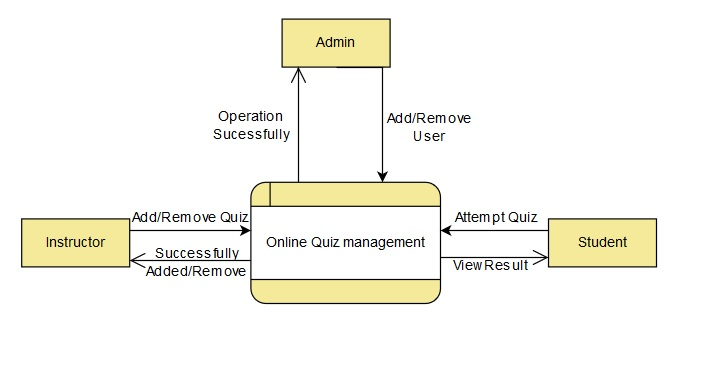 Admin
Operation
Sucessfully
Add/Remove
User
Add/Remove Quiz
Attempt Quiz
Instructor
Online Quiz management
Student
Successfully
Added/Remove
View Result